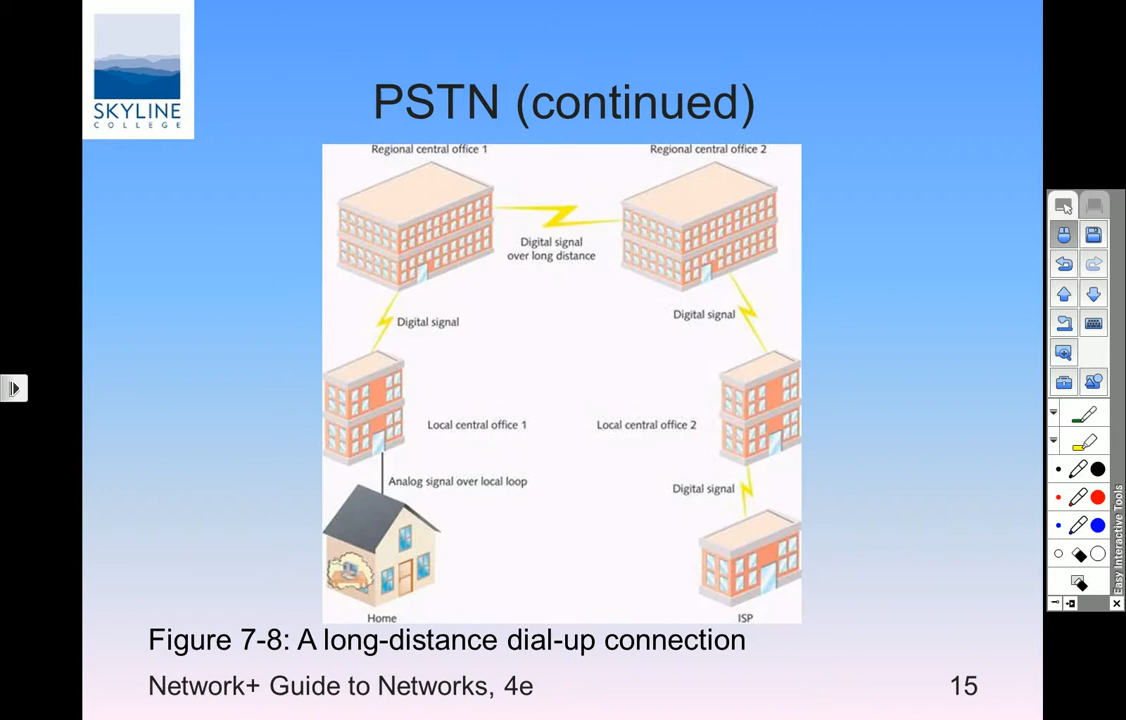 SKYLINE
COLLEGE
PSTN (continued)
Regional central office 1
Regional central office 2
Digital signal
over long distance
Digital signal
Digital signal
Local central office 1
Local central office 2
Analog signal over local loop
Digital signal
Home
ISP
Figure 7-8: A long-distance dial-up connection
Network+ Guide to Networks, 4e
15
Easy Interactive Tools